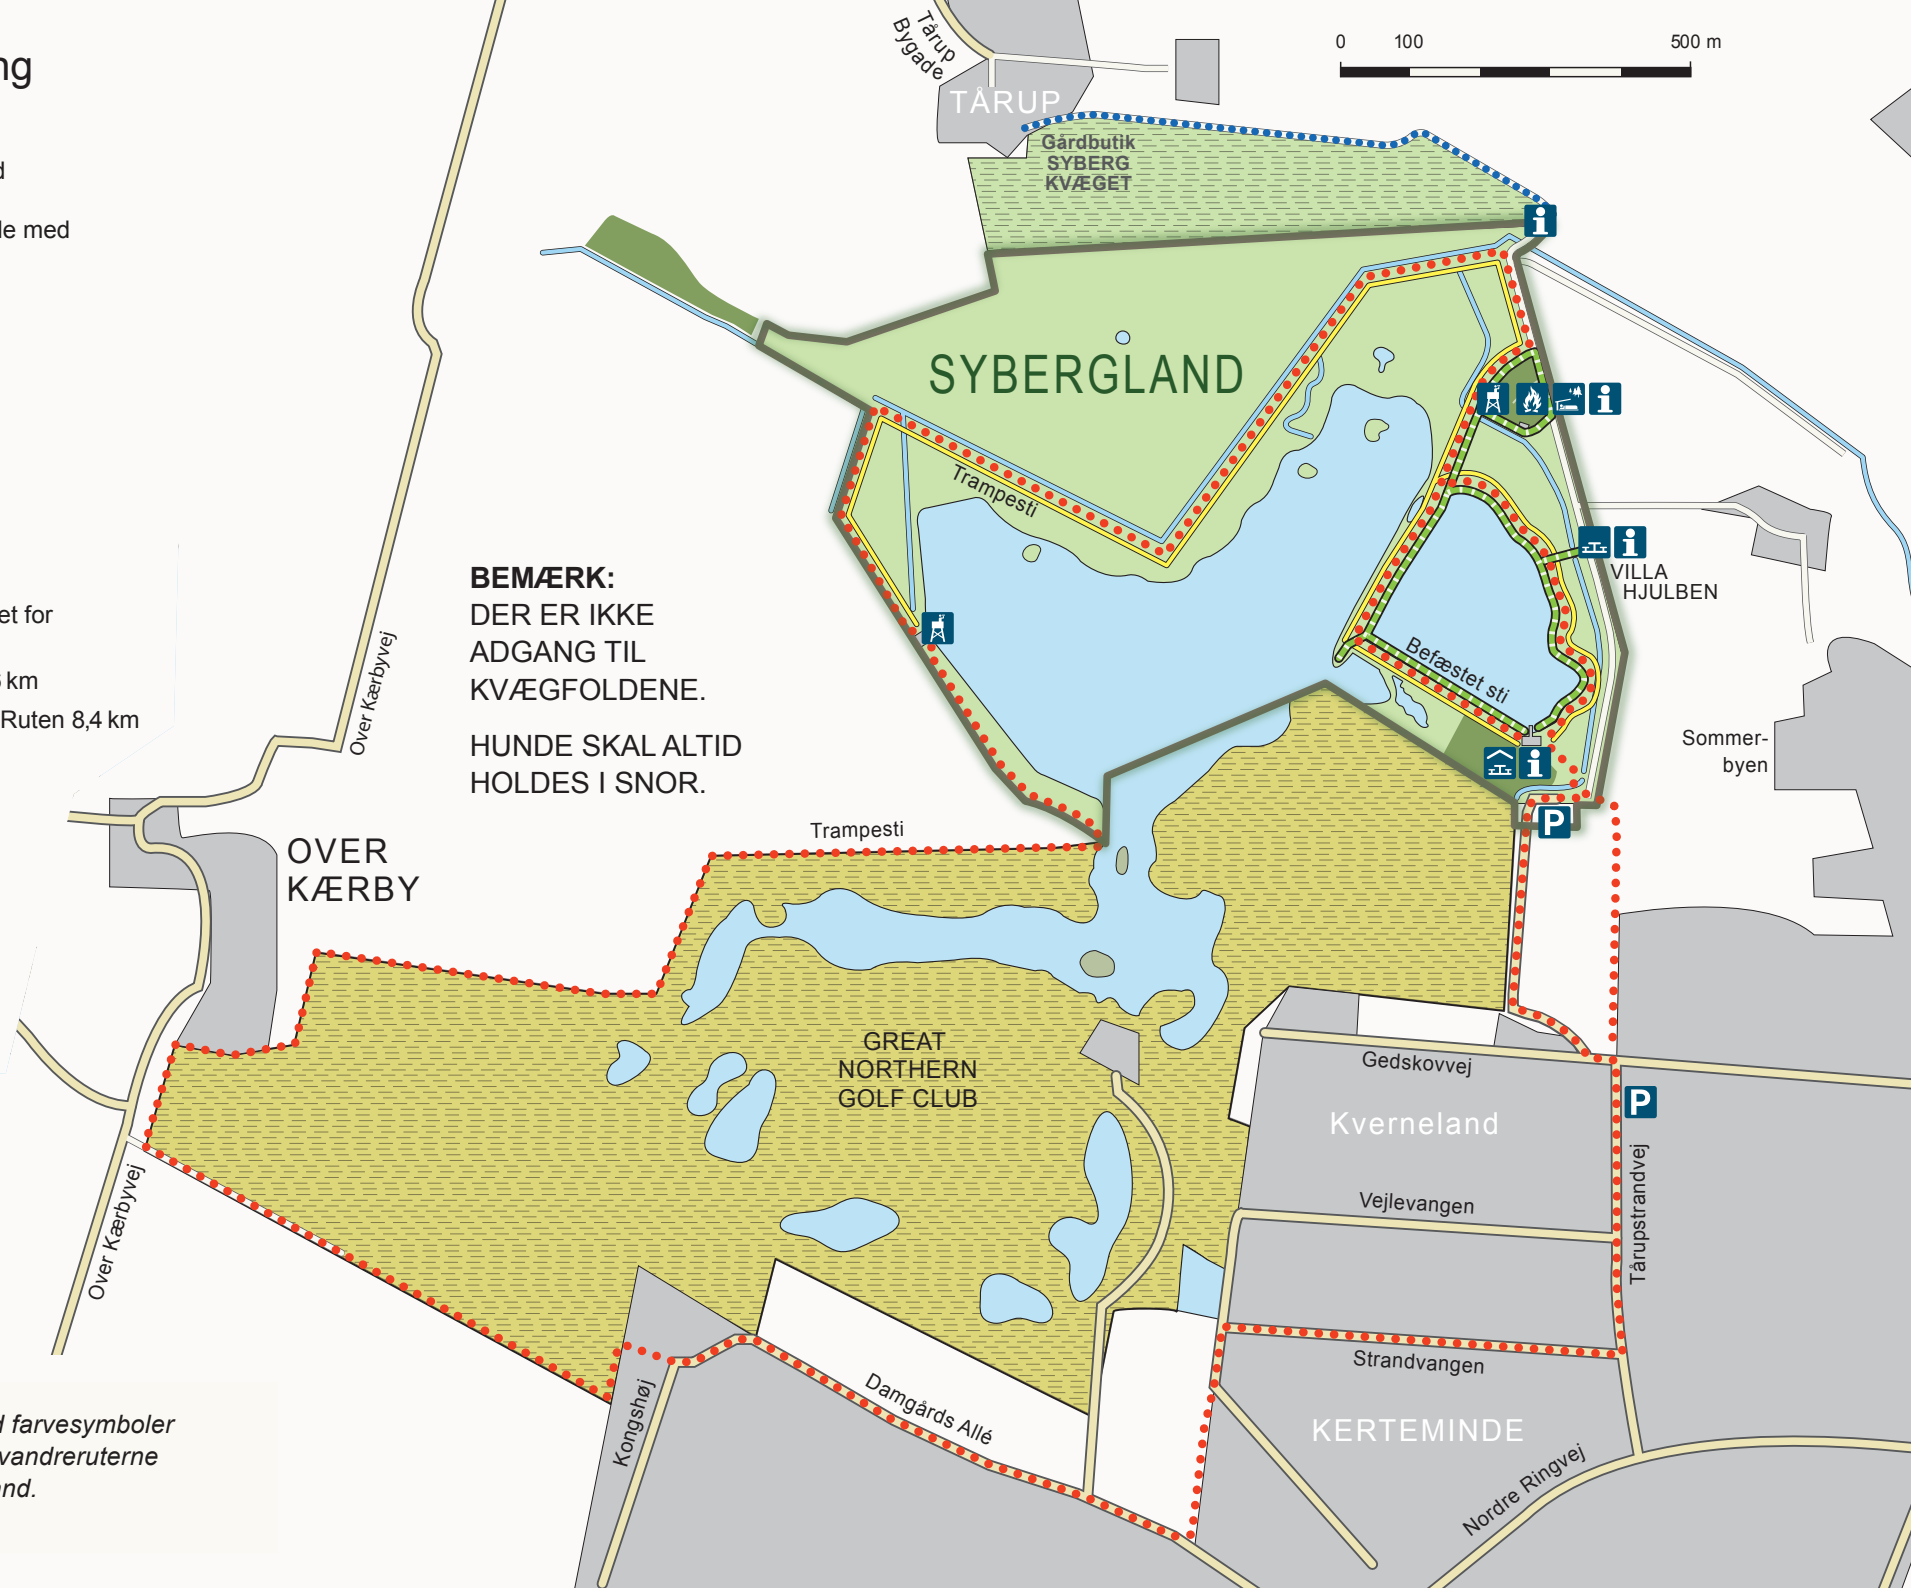 ng
d
de med
et for
km
Ruten 8,4 km
d farvesymboler
vandreruterne
and.
0 100 500 m
Tårup
Bygade
TÅRUP
Gårdbutik
SYBERG
KVÆGET
i
SYBERGLAND
i
Trampesti
i
VILLA
HJULBEN
BEMÆRK:
DER ER IKKE
ADGANG TIL
KVÆGFOLDENE.
HUNDE SKAL ALTID
HOLDES I SNOR.
Befæstet sti
Over Kærbyvej
Sommer-
byen
i
P
Trampesti
OVER
KÆRBY
GREAT
NORTHERN
GOLF CLUB
Gedskovvej
P
Kverneland
Over Kærbyvej
Vejlevangen
Tårupstrandvej
Strandvangen
Kongshøj
Damgårds Allé
KERTEMINDE
Nordre Ringvej